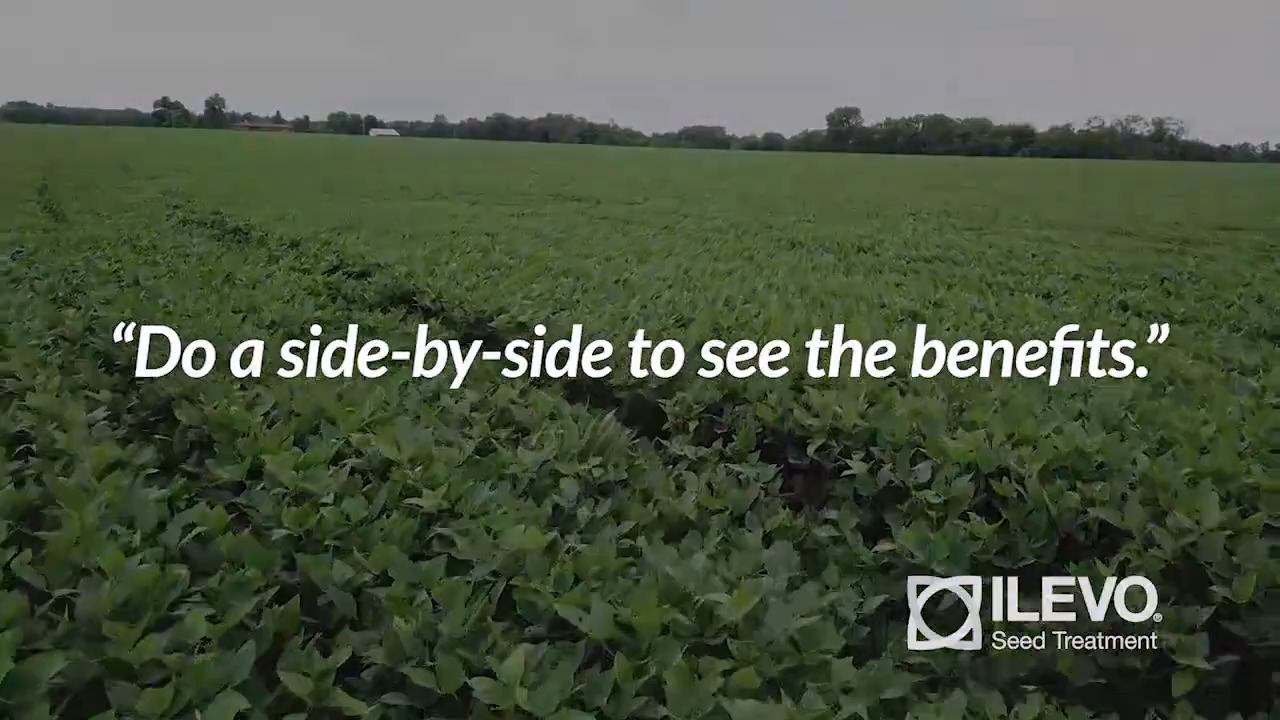 “Do a side-by-side to see the benefits.”
ILEVO®
Seed Treatment